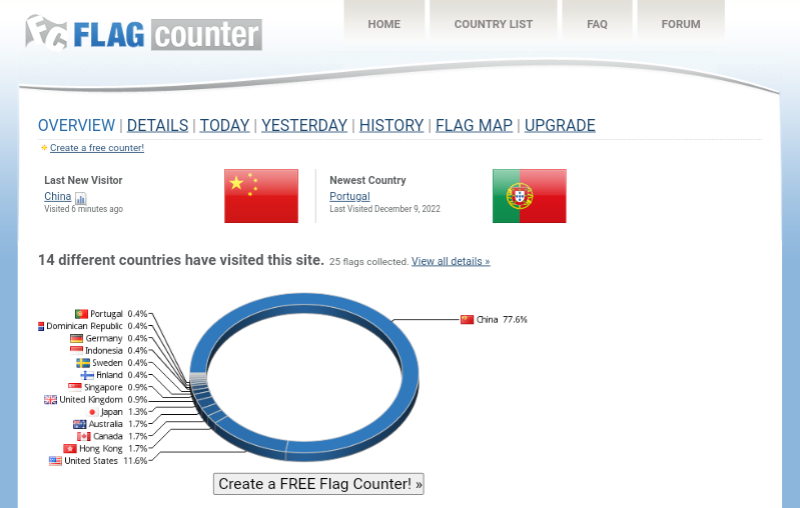 FC FLAG counter
HOME
COUNTRY LIST
FAQ
FORUM
OVERVIEW | DETAILS | TODAY | YESTERDAY | HISTORY | FLAG MAP | UPGRADE
Create a free counter!
Last New Visitor
China
Visited 6 minutes ago
Newest Country
Portugal
Last Visited December 9, 2022
14 different countries have visited this site. 25 flags collected. View all details »
Portugal 0.4%
Dominican Republic 0.4%
Germany 0.4%
Indonesia 0.4%
Sweden 0.4%
Finland 0.4%
Singapore 0.9%
United Kingdom 0.9%
Japan 1.3%
Australia 1.7%
Canada 1.7%
Hong Kong 1.7%
United States 11.6%
China 77.6%
Create a FREE Flag Counter! »